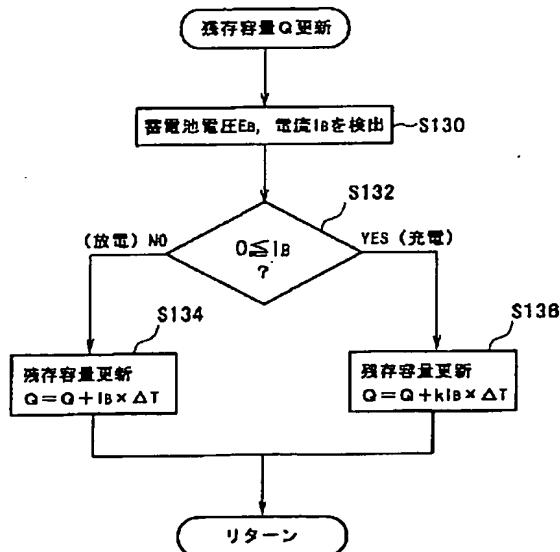 残存容量Q更新
蓄電池電圧EB, 電流IBを検出
S130
S132
(放電) NO
0≦IB
?
YES (充電)
S134
残存容量更新
Q=Q+IB×△T
S136
残存容量更新
Q=Q+kIB×△T
リターン